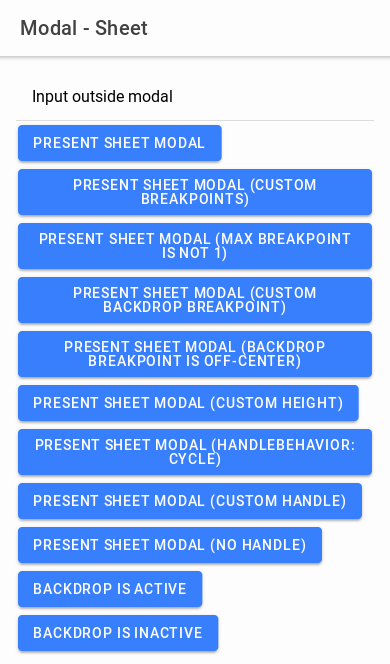 Modal - Sheet
Input outside modal
PRESENT SHEET MODAL
PRESENT SHEET MODAL (CUSTOM
BREAKPOINTS)
PRESENT SHEET MODAL (MAX BREAKPOINT
IS NOT 1)
PRESENT SHEET MODAL (CUSTOM
BACKDROP BREAKPOINT)
PRESENT SHEET MODAL (BACKDROP
BREAKPOINT IS OFF-CENTER)
PRESENT SHEET MODAL (CUSTOM HEIGHT)
PRESENT SHEET MODAL (HANDLEBEHAVIOR:
CYCLE)
PRESENT SHEET MODAL (CUSTOM HANDLE)
PRESENT SHEET MODAL (NO HANDLE)
BACKDROP IS ACTIVE
BACKDROP IS INACTIVE